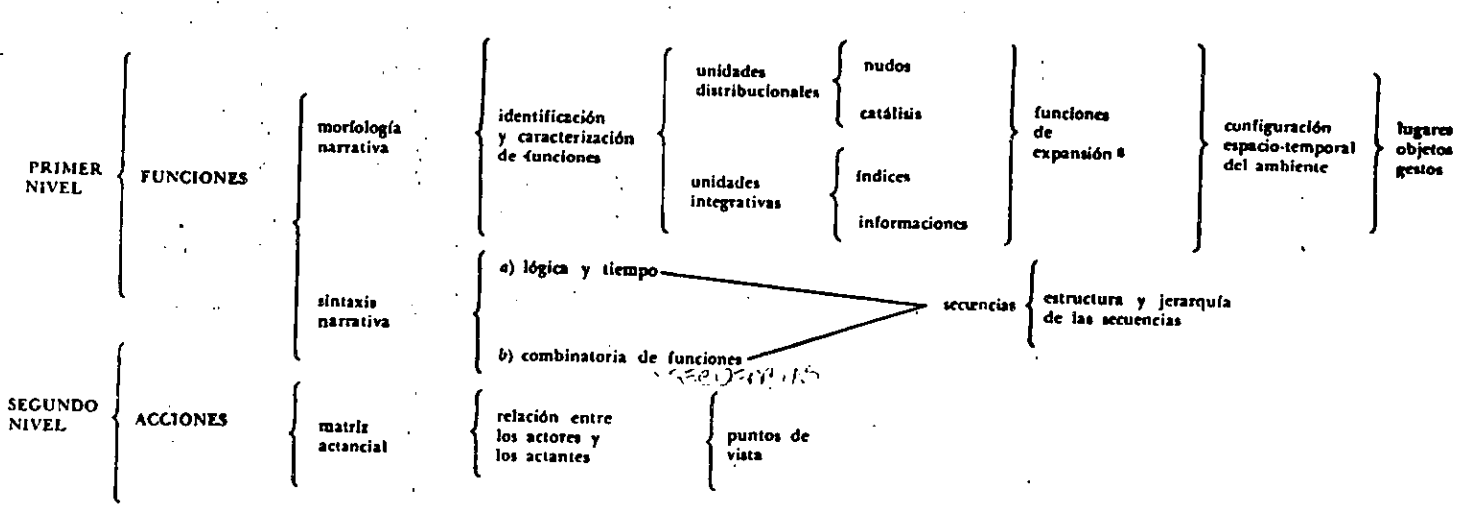 PRIMER
NIVEL
FUNCIONES
morfología
narrativa
identificación
y caracterización
de funciones
unidades
distribucionales
nudos
catálisis
unidades
integrativas
índices
informaciones
funciones
de
expansión 8
configuración
espacio-temporal
del ambiente
lugares
objetos
gestos
sintaxis
narrativa
a) lógica y tiempo
b) combinatoria de funciones
secuencias
estructura y jerarquía
de las secuencias
SEGUNDO
NIVEL
ACCIONES
matriz
actancial
relación entre
los actores y
los actantes
puntos de
vista